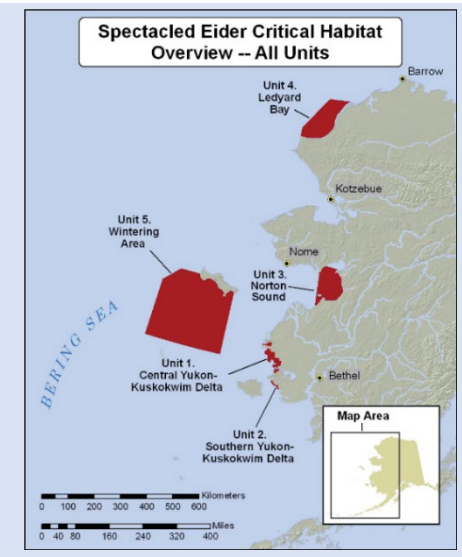 Spectacled Eider Critical Habitat
Overview -- All Units
Barrow
Unit 4.
Ledyard
Bay
Kotzebue
Unit 5.
Wintering
Area
Nome
Unit 3.
Norton
Sound
BERING SEA
Unit 1.
Central Yukon-
Kuskokwim Delta
Bethel
Unit 2.
Southern Yukon-
Kuskokwim Delta
Map Area
Kilometers
0 100 200 300 400 500 600
Miles
0 40 80 160 240 320 400